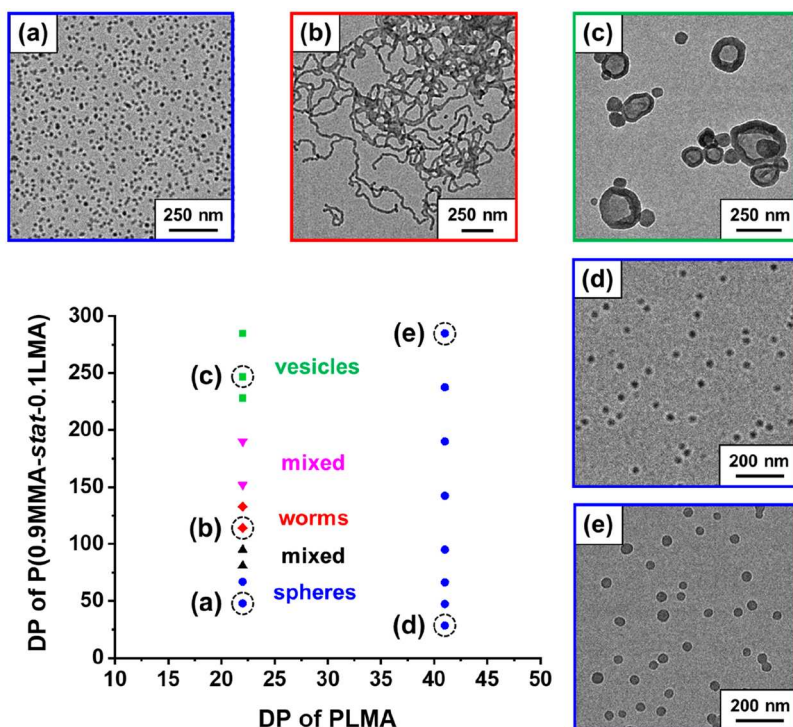 (a)
250 nm
(b)
250 nm
(c)
250 nm
(d)
200 nm
(e)
200 nm
DP of P(0.9MMA-stat-0.1LMA)
300
250
200
150
100
50
0
(c)
vesicles
mixed
(b)
worms
mixed
(a)
spheres
(e)
(d)
10 15 20 25 30 35 40 45 50
DP of PLMA